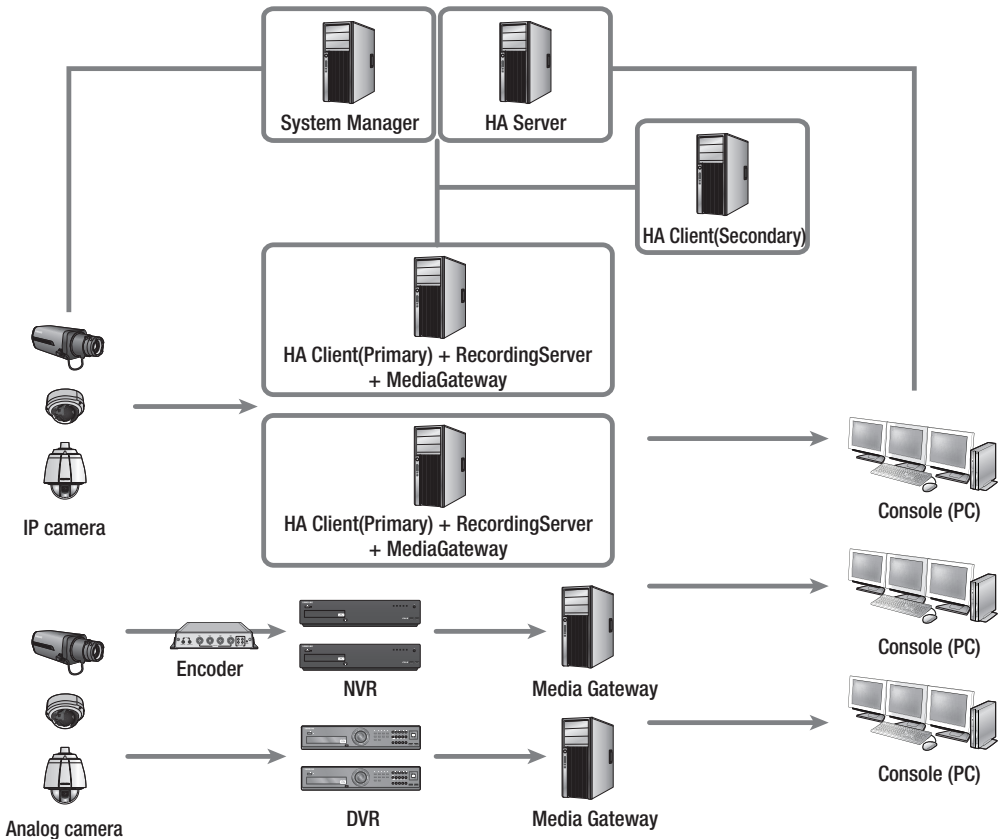 System Manager
HA Server
HA Client(Secondary)
HA Client(Primary) + RecordingServer
+ MediaGateway
HA Client(Primary) + RecordingServer
+ MediaGateway
IP camera
Console (PC)
Encoder
NVR
Media Gateway
Console (PC)
DVR
Media Gateway
Console (PC)
Analog camera